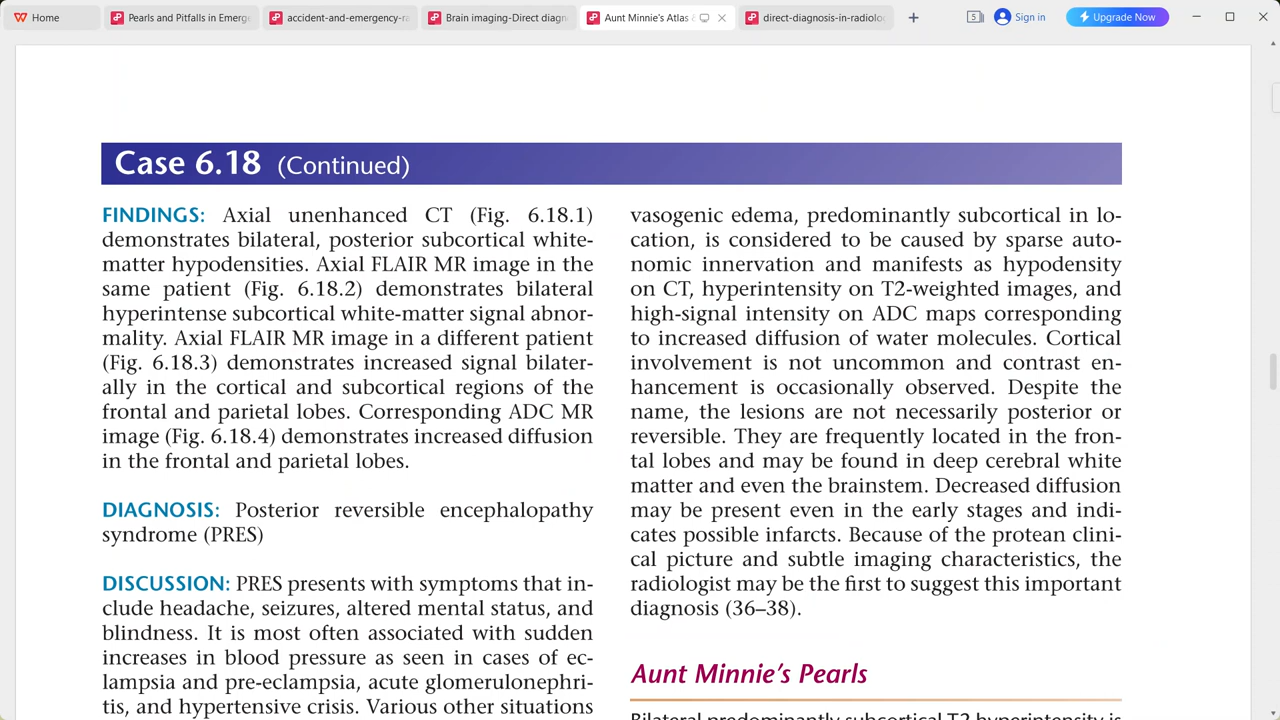 Home
Pearls and Pitfalls in Emerge
accident-and-emergency-ra
Brain imaging-Direct diagn
Aunt Minnie's Atlas &
direct-diagnosis-in-radiolo
5
Sign in
Upgrade Now
Case 6.18 (Continued)
FINDINGS: Axial unenhanced CT (Fig. 6.18.1)
demonstrates bilateral, posterior subcortical white-
matter hypodensities. Axial FLAIR MR image in the
same patient (Fig. 6.18.2) demonstrates bilateral
hyperintense subcortical white-matter signal abnor-
mality. Axial FLAIR MR image in a different patient
(Fig. 6.18.3) demonstrates increased signal bilater-
ally in the cortical and subcortical regions of the
frontal and parietal lobes. Corresponding ADC MR
image (Fig. 6.18.4) demonstrates increased diffusion
in the frontal and parietal lobes.
DIAGNOSIS: Posterior reversible encephalopathy
syndrome (PRES)
DISCUSSION: PRES presents with symptoms that in-
clude headache, seizures, altered mental status, and
blindness. It is most often associated with sudden
increases in blood pressure as seen in cases of ec-
lampsia and pre-eclampsia, acute glomerulonephri-
tis, and hypertensive crisis. Various other situations
vasogenic edema, predominantly subcortical in lo-
cation, is considered to be caused by sparse auto-
nomic innervation and manifests as hypodensity
on CT, hyperintensity on T2-weighted images, and
high-signal intensity on ADC maps corresponding
to increased diffusion of water molecules. Cortical
involvement is not uncommon and contrast en-
hancement is occasionally observed. Despite the
name, the lesions are not necessarily posterior or
reversible. They are frequently located in the fron-
tal lobes and may be found in deep cerebral white
matter and even the brainstem. Decreased diffusion
may be present even in the early stages and indi-
cates possible infarcts. Because of the protean clini-
cal picture and subtle imaging characteristics, the
radiologist may be the first to suggest this important
diagnosis (36–38).
Aunt Minnie's Pearls
Bilateral predominantly subcortical T2 hyperintensity is